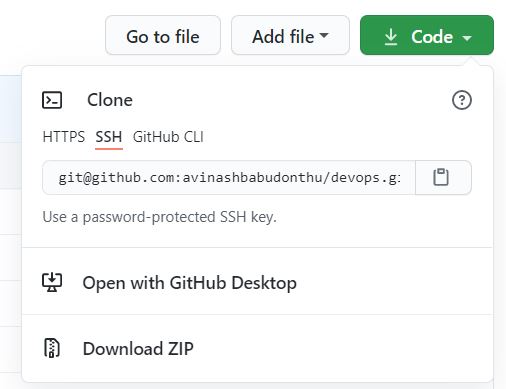 Go to file Add file Code
Clone
HTTPS SSH GitHub CLI
git@github.com:avinashbabudonthu/devops.g:
Use a password-protected SSH key.
Open with GitHub Desktop
Download ZIP